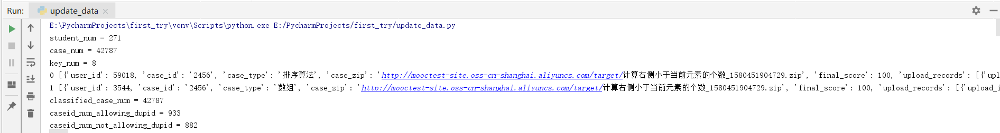 Run: update_data
E:\PycharmProjects\first_try\venv\Scripts\python.exe E:/PycharmProjects/first_try/update_data.py
student_num = 271
case_num = 42787
key_num = 8
0 [{'user_id': 59018, 'case_id': '2456', 'case_type': '排序算法', 'case_zip': 'http://mooctest-site.oss-cn-shanghai.aliyuncs.com/target/计算右侧小于当前元素的个数_1580451904729.zip', 'final_score': 100, 'upload_records': [{'upl
1 [{'user_id': 3544, 'case_id': '2456', 'case_type': '数组', 'case_zip': 'http://mooctest-site.oss-cn-shanghai.aliyuncs.com/target/计算右侧小于当前元素的个数_1580451904729.zip', 'final_score': 100, 'upload_records': [{'upload_i
classified_case_num = 42787
caseid_num_allowing_dupid = 933
caseid_num_not_allowing_dupid = 882